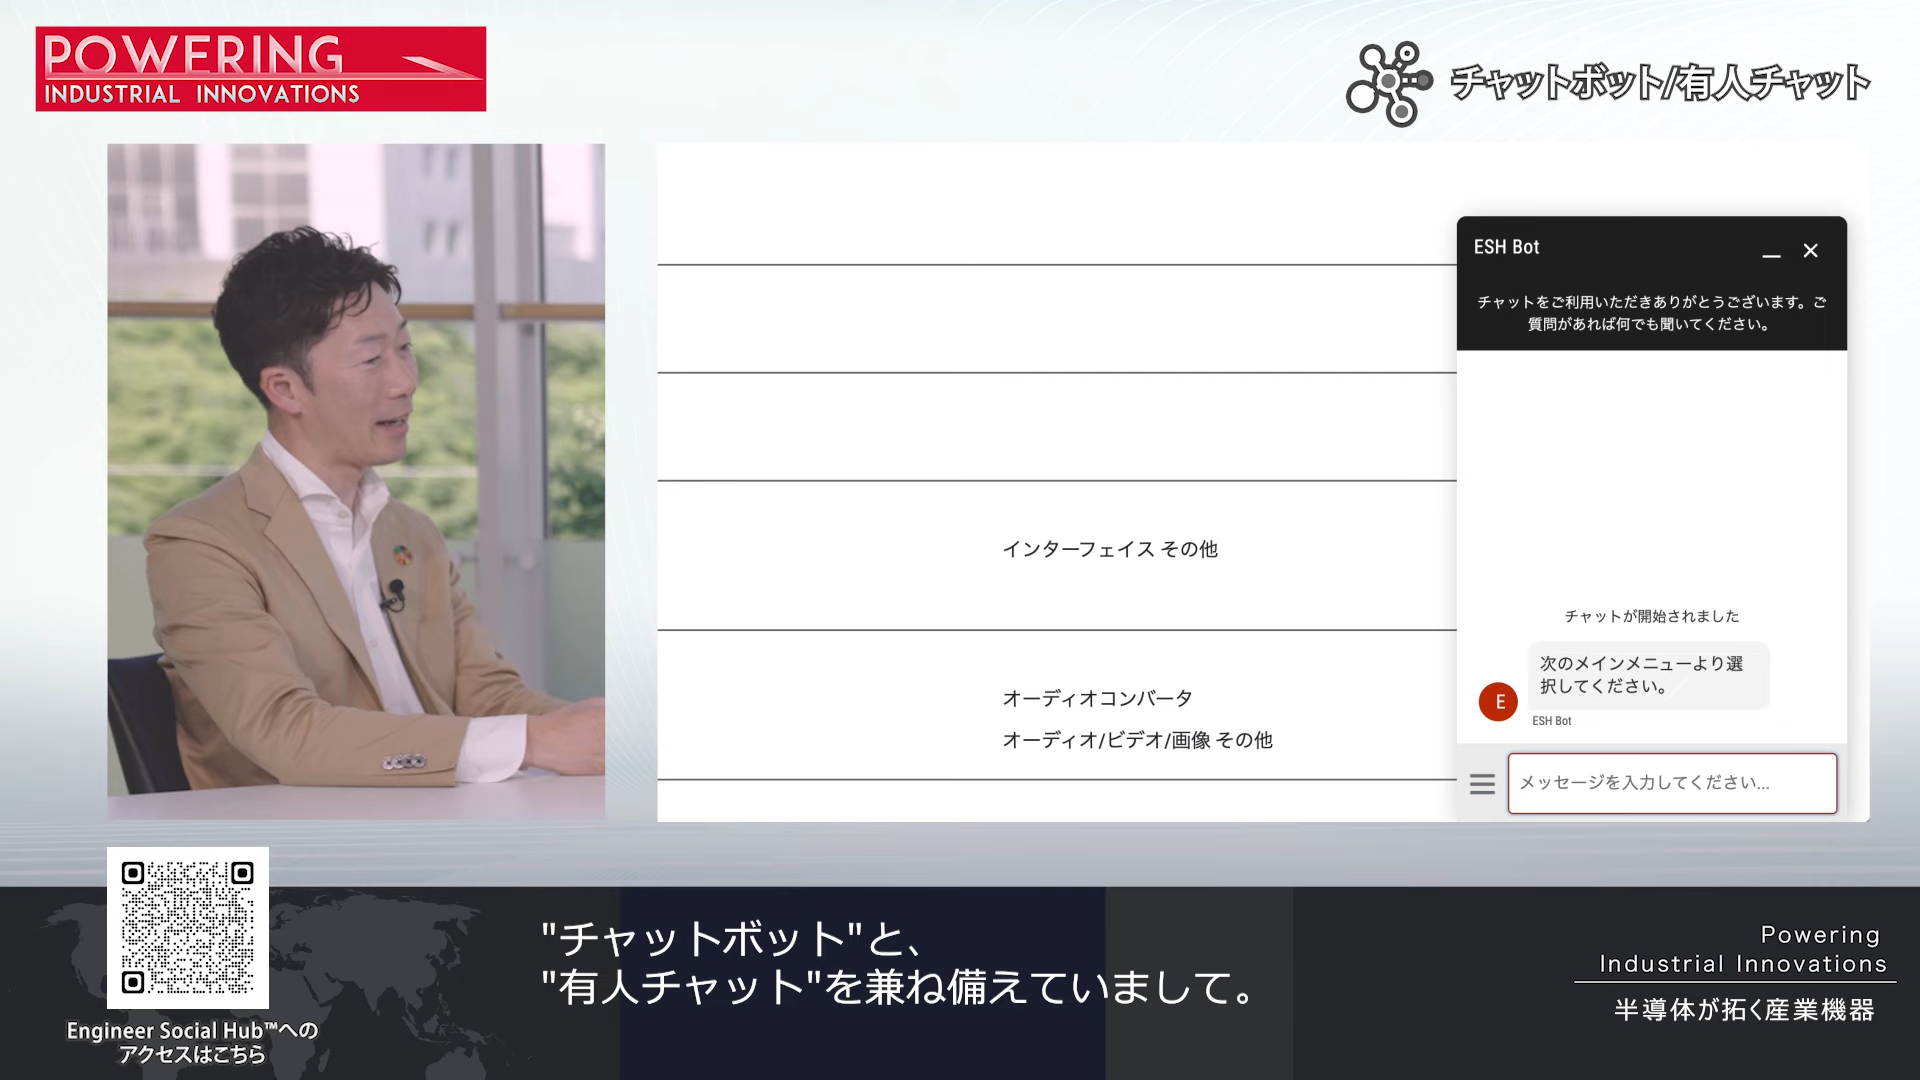 POWERING
INDUSTRIAL INNOVATIONS
チャットボット/有人チャット
ESH Bot
チャットをご利用いただきありがとうございます。ご
質問があれば何でも聞いてください。
インターフェイス その他
チャットが開始されました
次のメインメニューより選
択してください。
E
ESH Bot
オーディオコンバータ
オーディオ/ビデオ/画像 その他
メッセージを入力してください...
"チャットボット"と、
"有人チャット"を兼ね備えていまして。
Engineer Social Hub™への
アクセスはこちら
Powering
Industrial Innovations
半導体が拓く産業機器